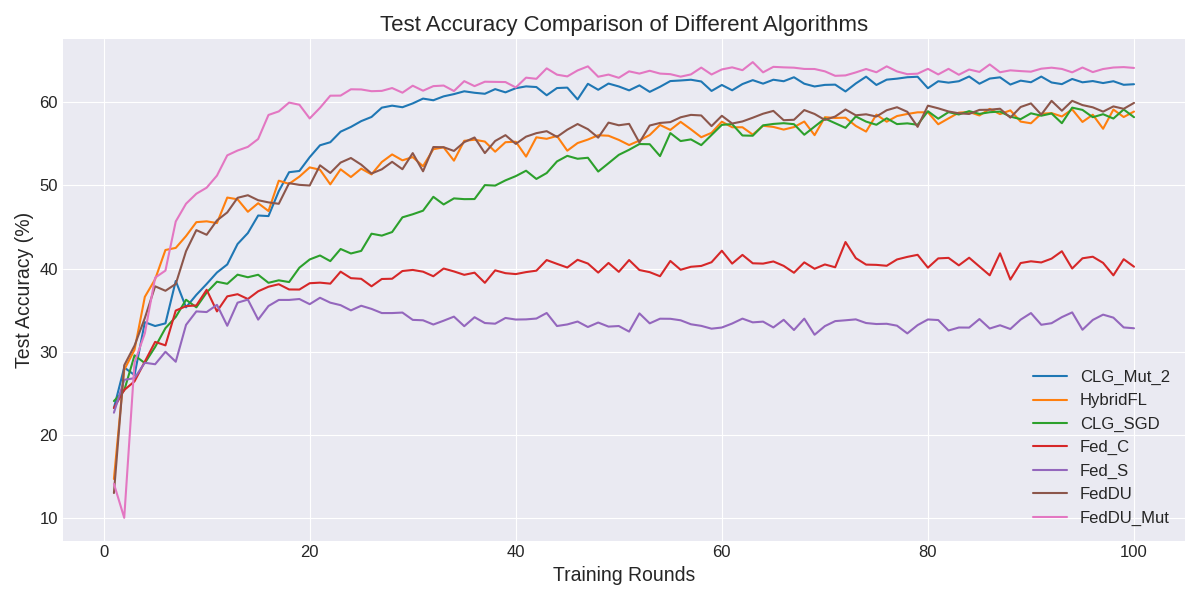 Test Accuracy Comparison of Different Algorithms
Test Accuracy (%)
60
50
40
30
20
10
0
20
40
60
80
100
Training Rounds
CLG_Mut_2
HybridFL
CLG_SGD
Fed_C
Fed_S
FedDU
FedDU_Mut